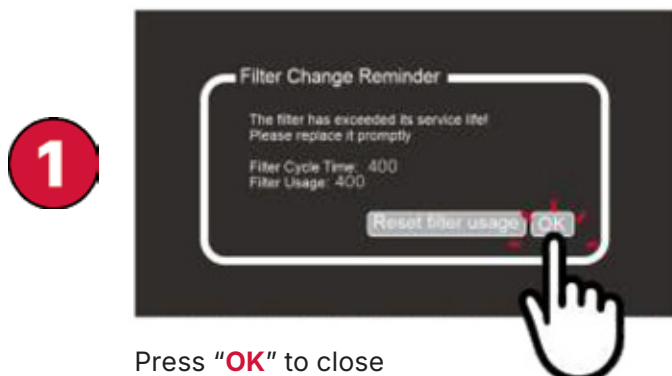 Filter Change Reminder
The filter has exceeded its service life!
Please replace it promptly
Filter Cycle Time: 400
Filter Usage: 400
Reset filter usage OK
1
Press “OK” to close